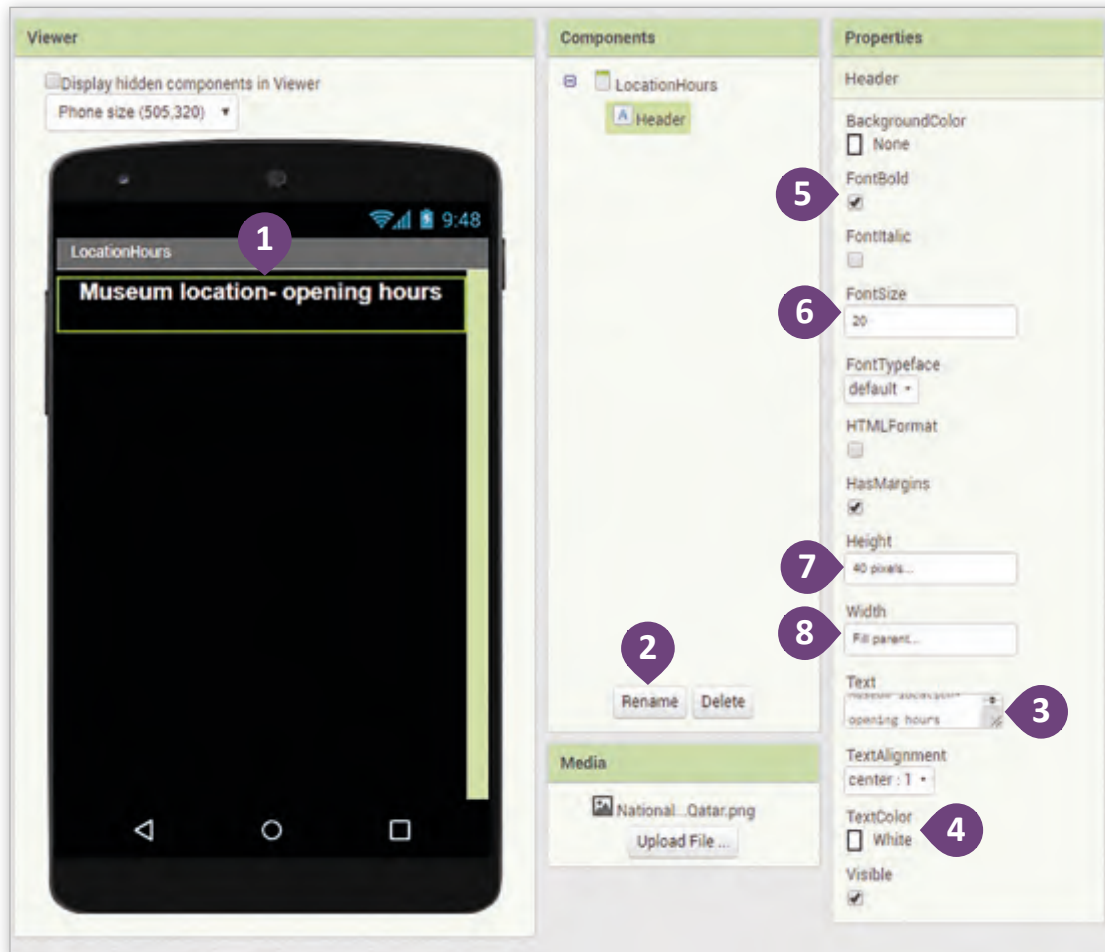 Viewer
Display hidden components in Viewer
Phone size (505,320)
9:48
1
LocationHours
Museum location- opening hours
Components
LocationHours
Header
2
Rename Delete
Media
National...Qatar.png
Upload File ...
Properties
Header
BackgroundColor
None
5
FontBold
FontItalic
6
FontSize
20
FontTypeface
default
HTMLFormat
HasMargins
7
Height
40 pixels...
8
Width
Fill parent...
Text
Museum location-
opening hours
3
TextAlignment
center : 1
TextColor
White
4
Visible